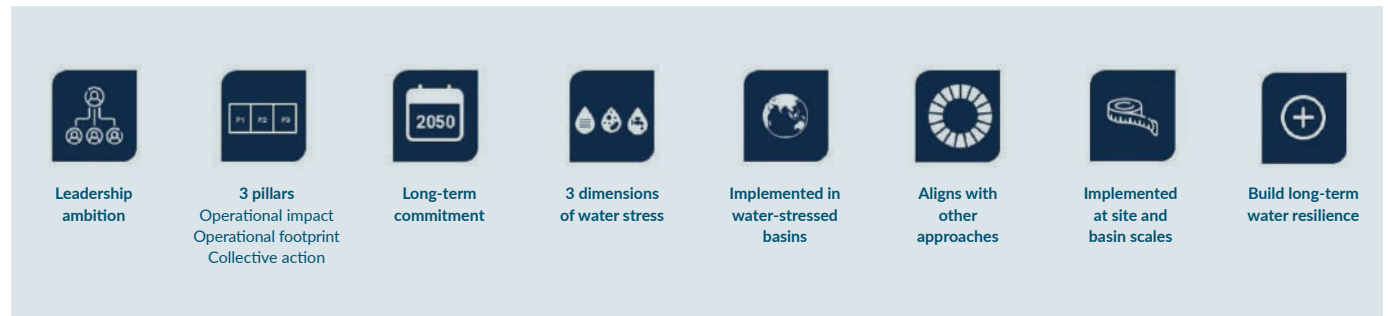 P1 P2 P3
2050
Leadership
ambition
3 pillars
Operational impact
Operational footprint
Collective action
Long-term
commitment
3 dimensions
of water stress
Implemented in
water-stressed
basins
Aligns with
other
approaches
Implemented
at site and
basin scales
Build long-term
water resilience